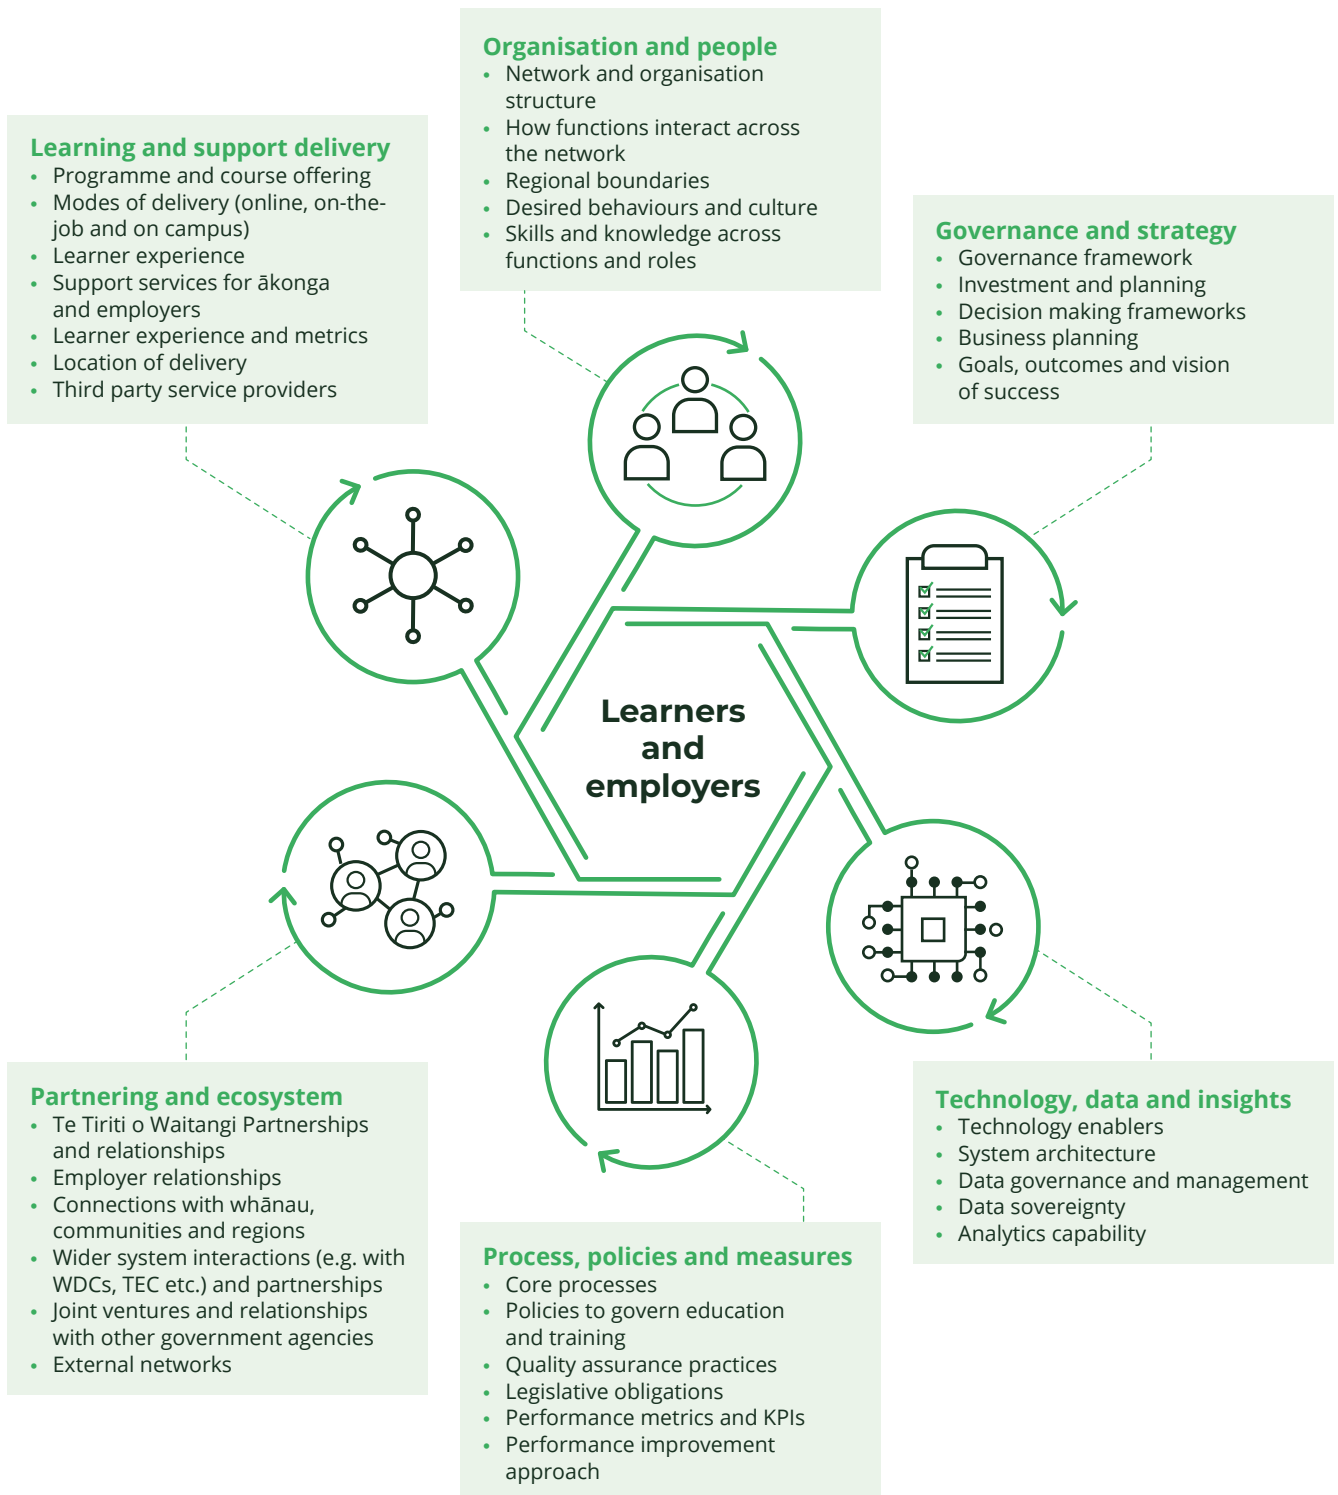 Organisation and people
• Network and organisation
structure
• How functions interact across
the network
• Regional boundaries
• Desired behaviours and culture
• Skills and knowledge across
functions and roles
Learning and support delivery
• Programme and course offering
• Modes of delivery (online, on-the-
job and on campus)
• Learner experience
• Support services for ākonga
and employers
• Learner experience and metrics
• Location of delivery
• Third party service providers
Governance and strategy
• Governance framework
• Investment and planning
• Decision making frameworks
• Business planning
• Goals, outcomes and vision
of success
Learners
and
employers
Partnering and ecosystem
• Te Tiriti o Waitangi Partnerships
and relationships
• Employer relationships
• Connections with whānau,
communities and regions
• Wider system interactions (e.g. with
WDCs, TEC etc.) and partnerships
• Joint ventures and relationships
with other government agencies
• External networks
Technology, data and insights
• Technology enablers
• System architecture
• Data governance and management
• Data sovereignty
• Analytics capability
Process, policies and measures
• Core processes
• Policies to govern education
and training
• Quality assurance practices
• Legislative obligations
• Performance metrics and KPIs
• Performance improvement
approach